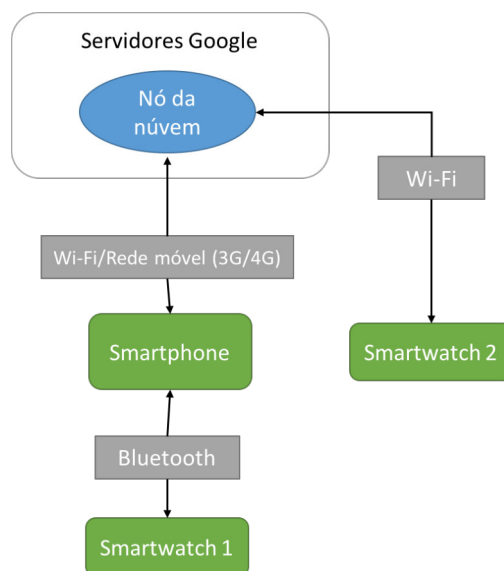 Servidores Google
Nó da
núvem
Wi-Fi
Wi-Fi/Rede móvel (3G/4G)
Smartphone
Smartwatch 2
Bluetooth
Smartwatch 1